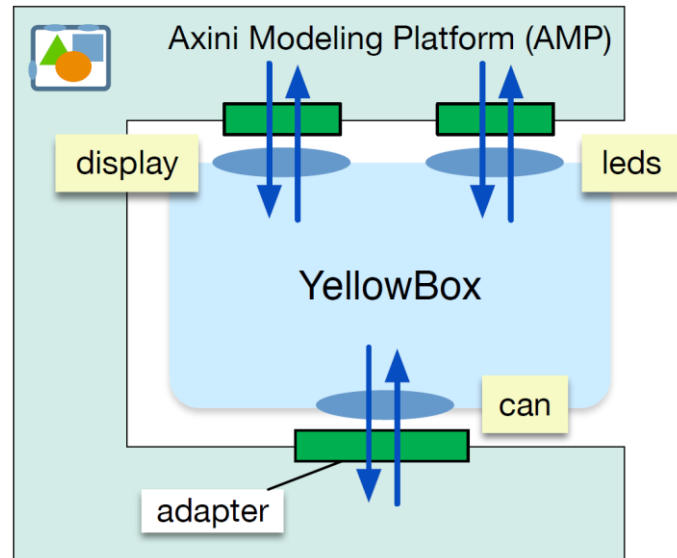 Axini Modeling Platform (AMP)
display
leds
YellowBox
can
adapter